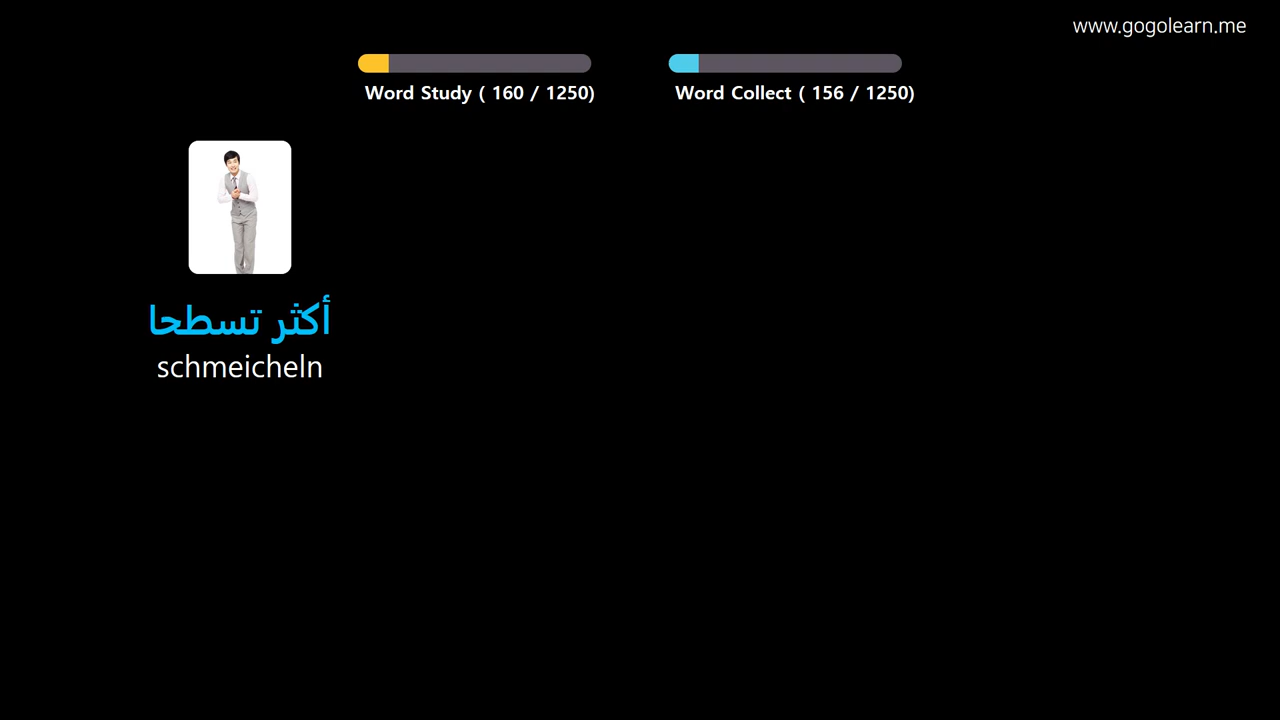 www.gogolearn.me
Word Study ( 160 / 1250)
Word Collect ( 156 / 1250)
أكثر تسطحا
schmeicheln